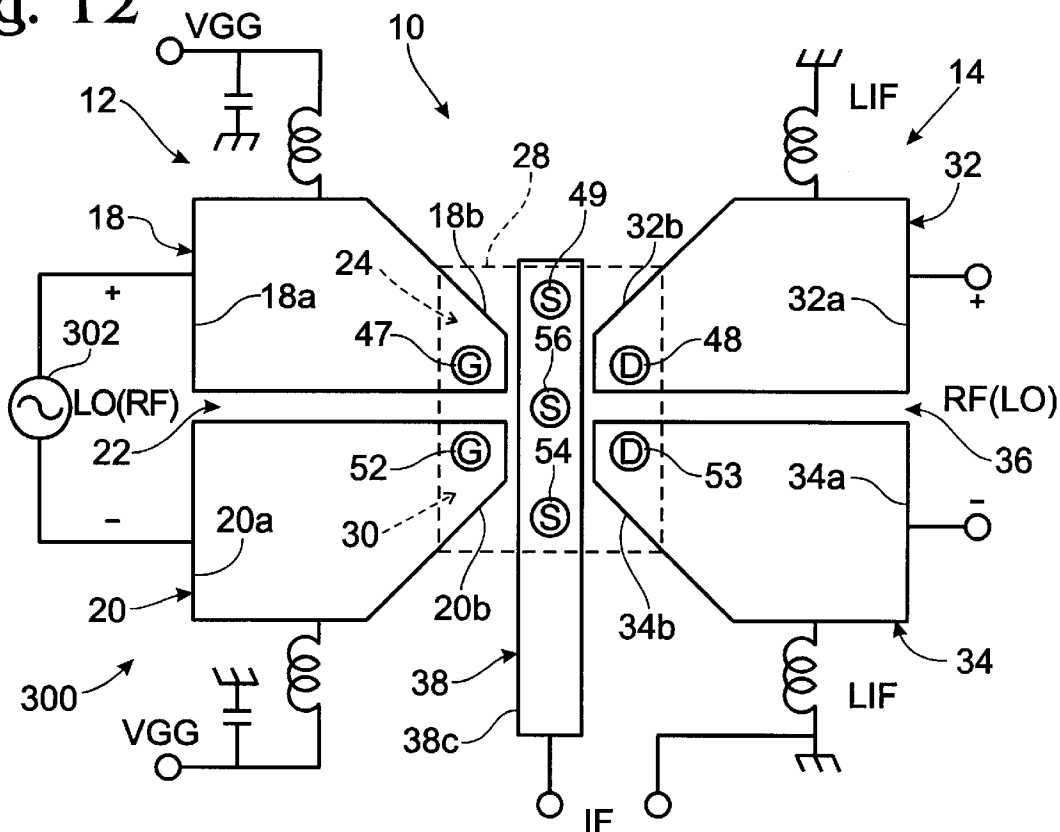 g. 12
VGG
10
LIF
14
12
28
49
32
18
18b
32b
24
S
+
18a
32a
+
302
47
G
56
D
48
LO(RF)
S
RF(LO)
22
52
G
54
D
53
36
34a
−
20a
30
S
−
20
20b
34b
300
38
34
LIF
VGG
38c
IF